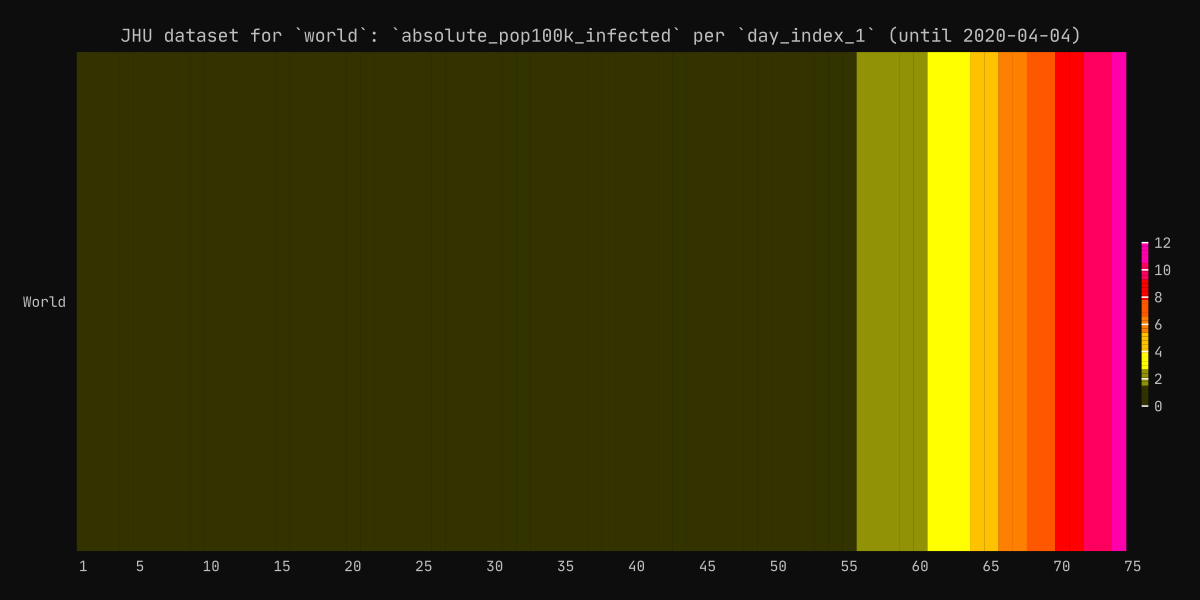 JHU dataset for `world`: `absolute_pop100k_infected` per `day_index_1` (until 2020-04-04)
12
10
8
6
4
2
0
World
1 5 10 15 20 25 30 35 40 45 50 55 60 65 70 75